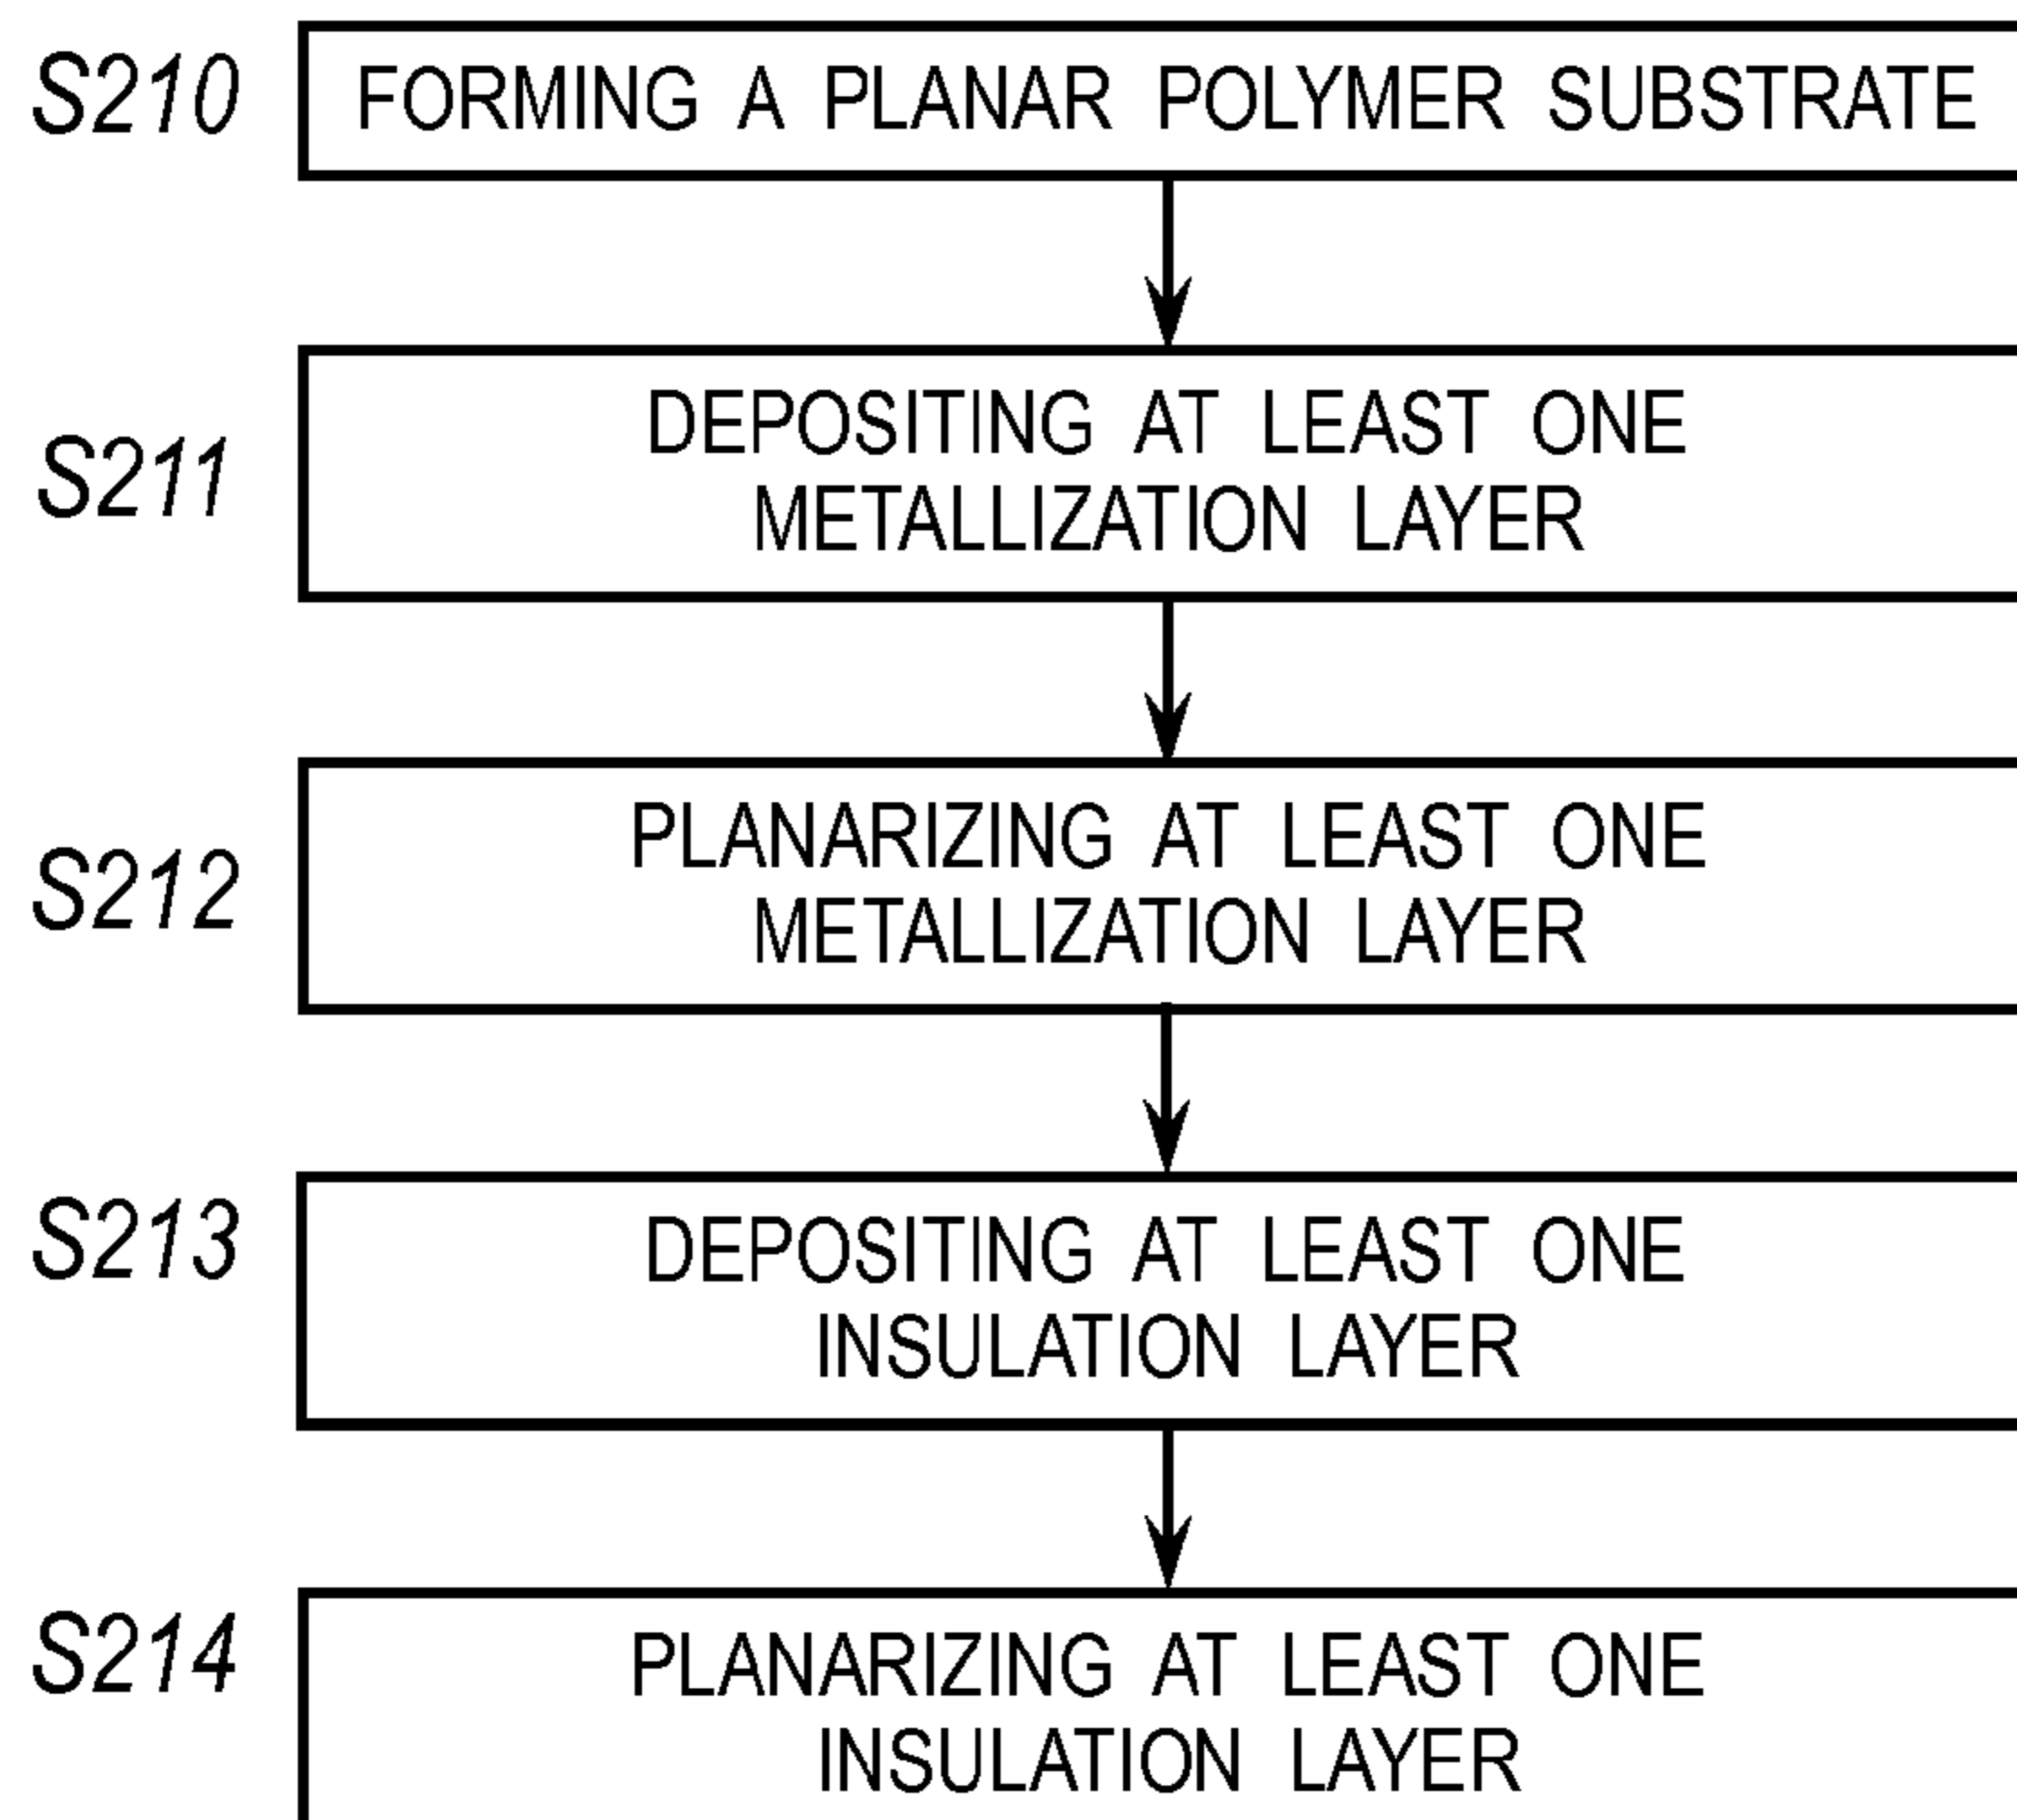 S210 FORMING A PLANAR POLYMER SUBSTRATE
DEPOSITING AT LEAST ONE
S211
METALLIZATION LAYER
PLANARIZING AT LEAST ONE
S212
METALLIZATION LAYER
S213 DEPOSITING AT LEAST ONE
INSULATION LAYER
S214 PLANARIZING AT LEAST ONE
INSULATION LAYER